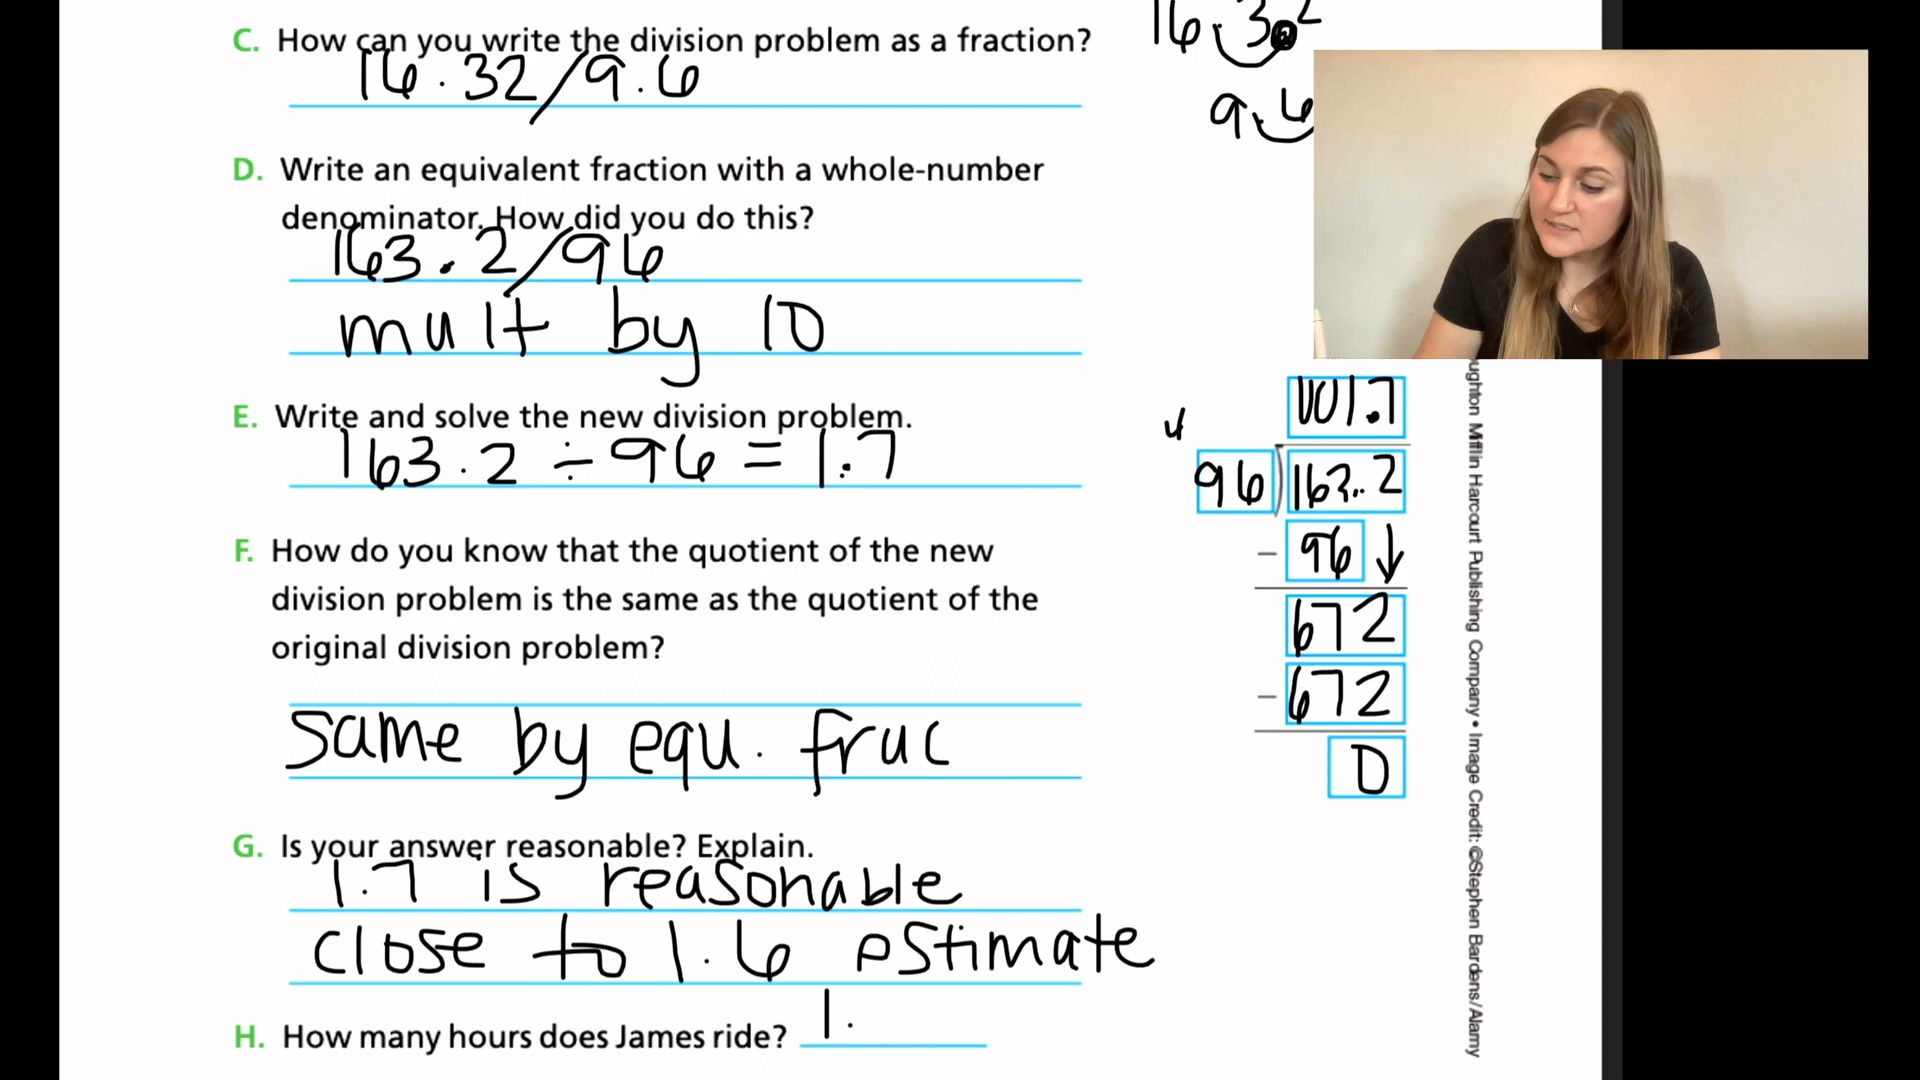 C. How can you write the division problem as a fraction?
16.32/9.6
16.32
9.6
D. Write an equivalent fraction with a whole-number
denominator. How did you do this?
163.2/96
mult by 10
E. Write and solve the new division problem.
163.2 ÷ 96 = 1.7
F. How do you know that the quotient of the new
division problem is the same as the quotient of the
original division problem?
same by equ. frac
G. Is your answer reasonable? Explain.
1.7 is reasonable
close to 1.6 estimate
H. How many hours does James ride? 1.
1.7
4
96 163.2
- 96 ↓
672
- 672
0
oughton Mifflin Harcourt Publishing Company • Image Credit: ©Stephen Bardens/Alamy